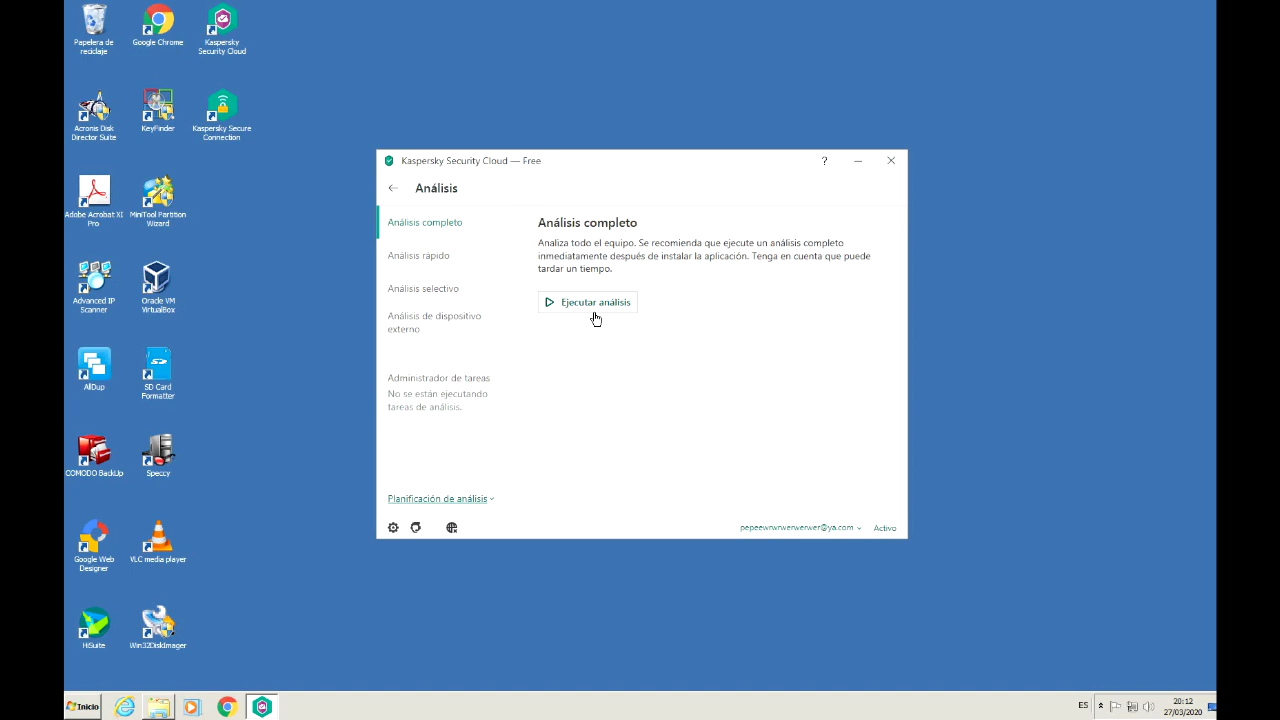 Papelera de
reciclaje
Google Chrome
Kaspersky
Security Cloud
Acronis Disk
Director Suite
KeyFinder
Kaspersky Secure
Connection
Adobe Acrobat XI
Pro
MiniTool Partition
Wizard
Advanced IP
Scanner
Oracle VM
VirtualBox
AllDup
SD Card
Formatter
COMODO BackUp
Speccy
Google Web
Designer
VLC media player
HiSuite
Win32DiskImager
Kaspersky Security Cloud — Free
?
Análisis
Análisis completo
Análisis rápido
Análisis selectivo
Análisis de dispositivo
externo
Administrador de tareas
No se están ejecutando
tareas de análisis.
Planificación de análisis
Análisis completo
Analiza todo el equipo. Se recomienda que ejecute un análisis completo
inmediatamente después de instalar la aplicación. Tenga en cuenta que puede
tardar un tiempo.
Ejecutar análisis
pepeewrwrwerwerwer@ya.com
Activo
Inicio
ES
20:12
27/03/2020